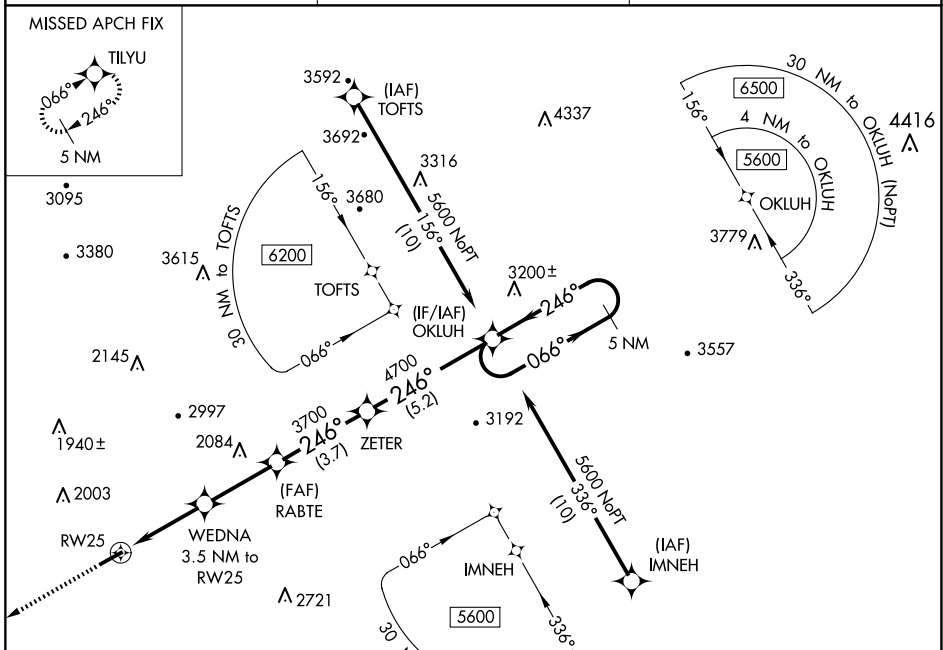 MISSED APCH FIX
TILYU
066°
246°
5 NM
3095
3380
3592
(IAF)
TOFTS
3692
3316
4337
5600 NoPT
156°
(10)
30 NM to OKLUH (NoPT)
6500
4 NM to OKLUH
5600
156°
OKLUH
336°
4416
3779
156°
3680
30 NM to TOFTS
6200
3615
TOFTS
066°
(IF/IAF)
OKLUH
3200±
246°
066°
5 NM
3557
2145
4700
246°
(5.2)
2997
3700
246°
(3.7)
ZETER
3192
1940±
2084
(FAF)
RABTE
2003
WEDNA
3.5 NM to
RW25
RW25
5600 NoPT
336°
(10)
(IAF)
IMNEH
066°
IMNEH
336°
2721
5600
30